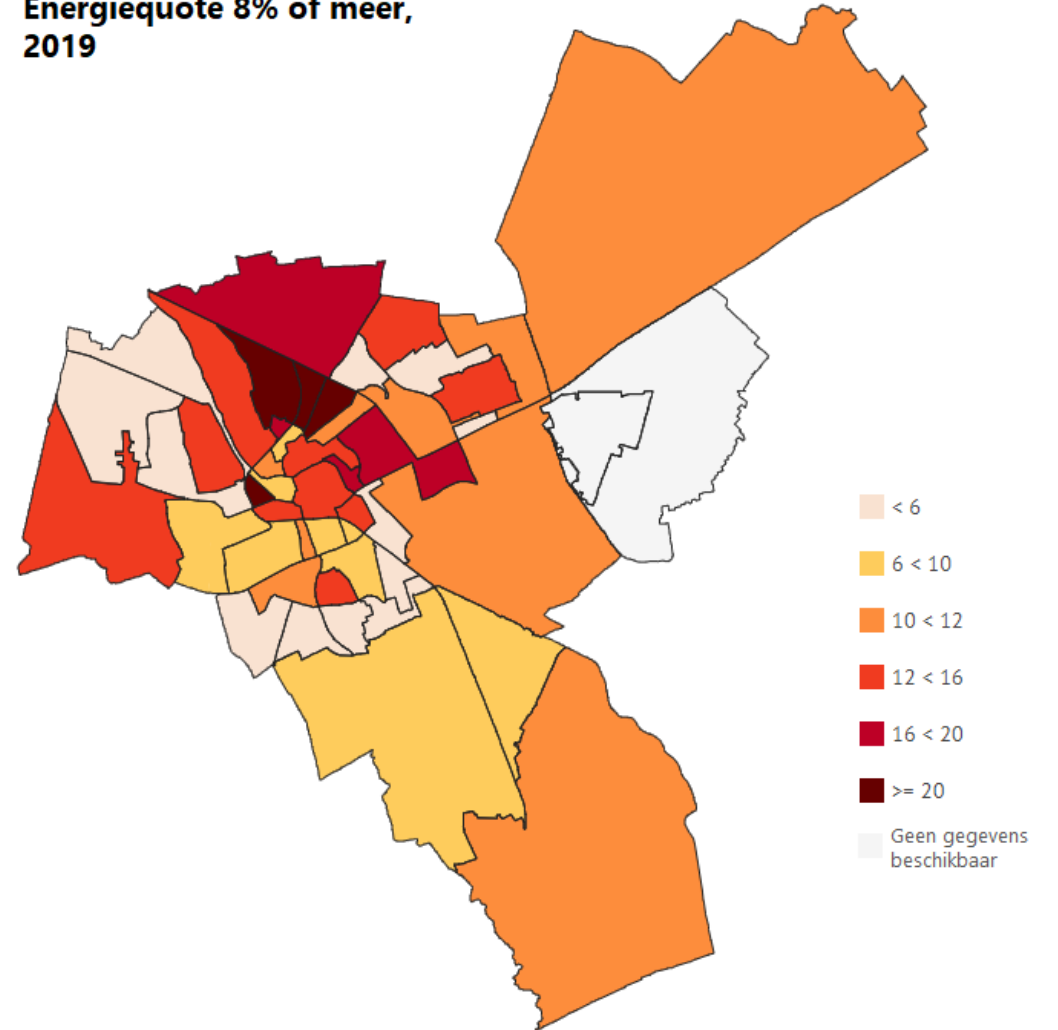 Energiequote 8% of meer,
2019
< 6
6 < 10
10 < 12
12 < 16
16 < 20
>= 20
Geen gegevens
beschikbaar